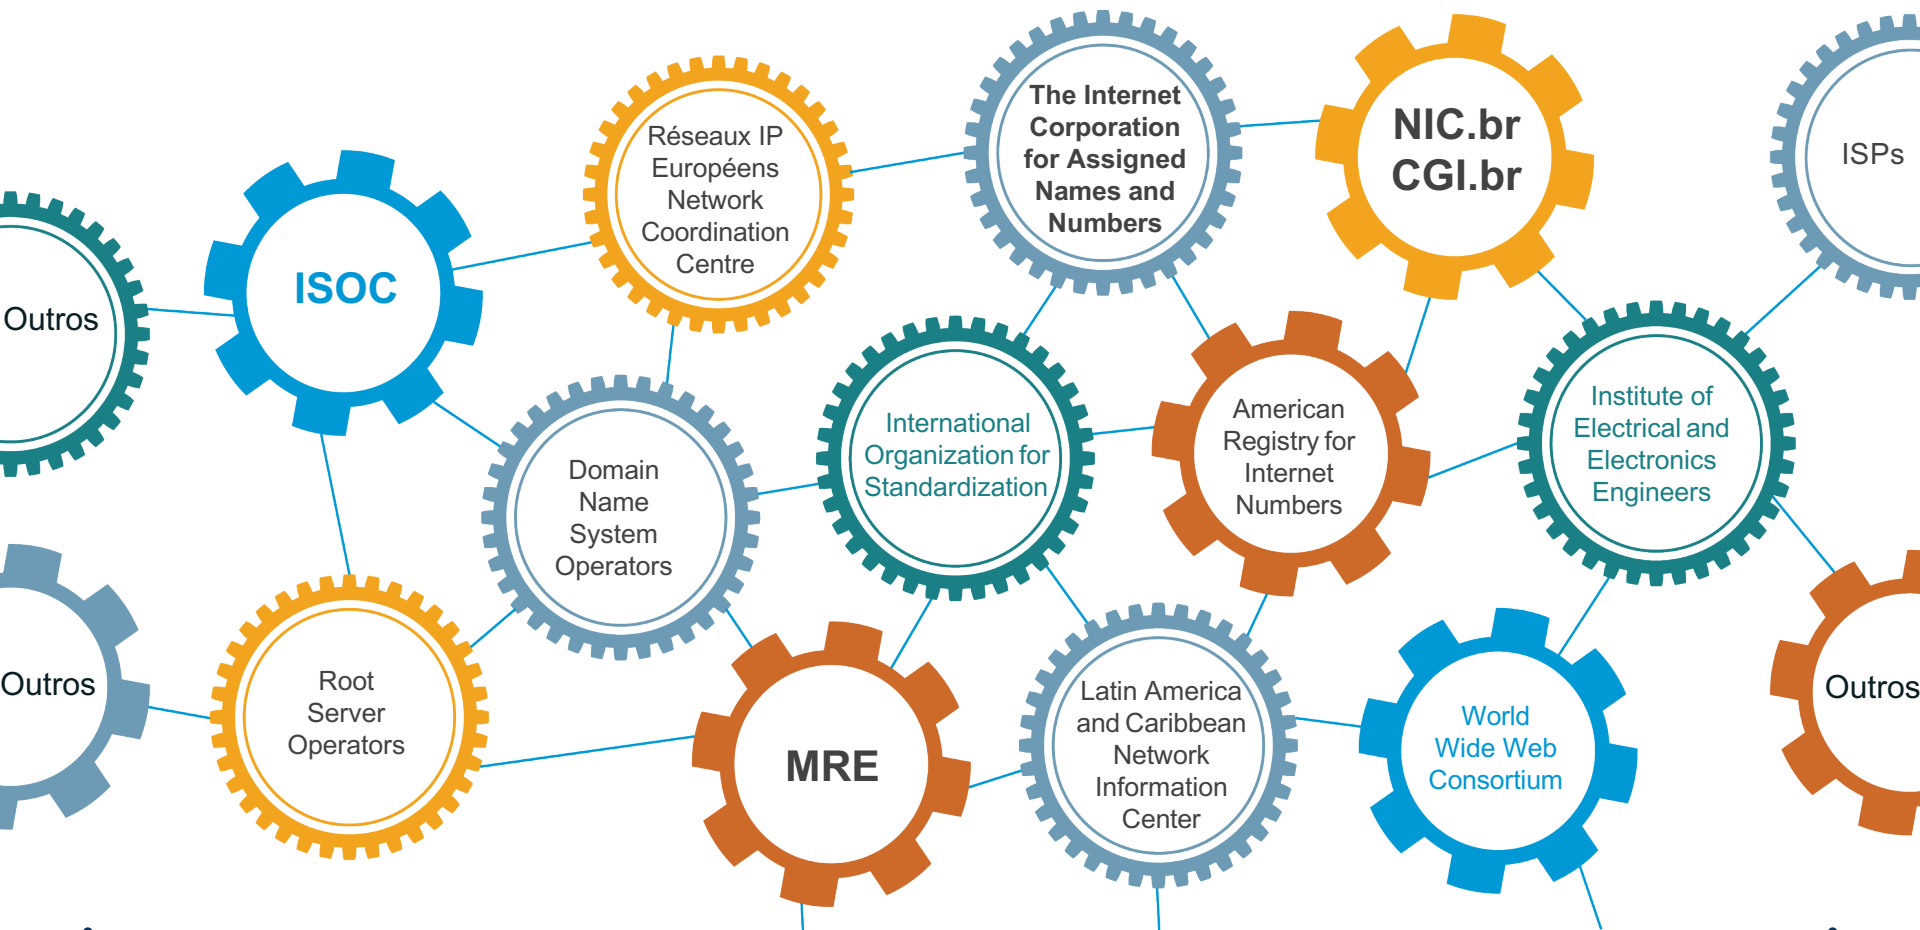 The Internet
Corporation
for Assigned
Names and
Numbers
NIC.br
CGI.br
ISPs
Réseaux IP
Européens
Network
Coordination
Centre
ISOC
Outros
International
Organization for
Standardization
American
Registry for
Internet
Numbers
Institute of
Electrical and
Electronics
Engineers
Domain
Name
System
Operators
Outros
Root
Server
Operators
MRE
Latin America
and Caribbean
Network
Information
Center
World
Wide Web
Consortium
Outros